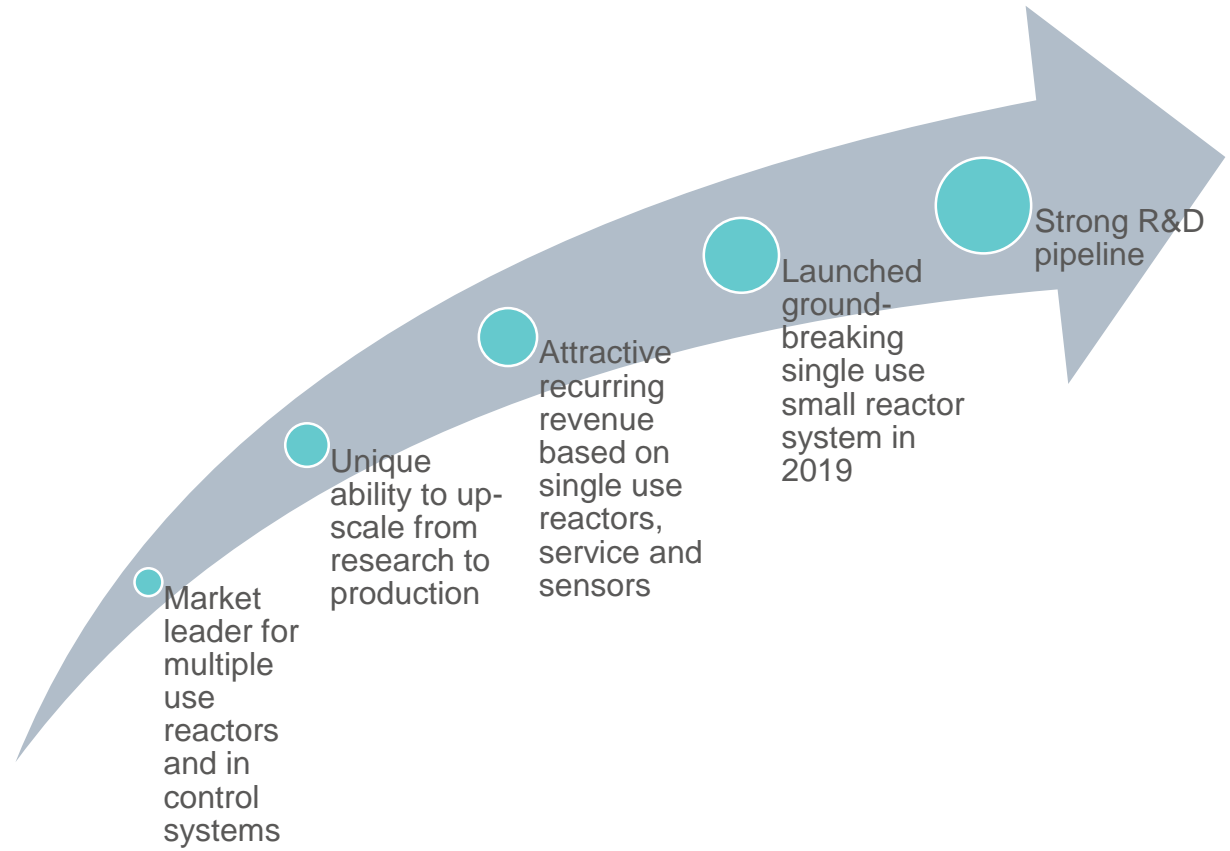 Market
leader for
multiple
use
reactors
and in
control
systems
Unique
ability to up-
scale from
research to
production
Attractive
recurring
revenue
based on
single use
reactors,
service and
sensors
Launched
ground-
breaking
single use
small reactor
system in
2019
Strong R&D
pipeline